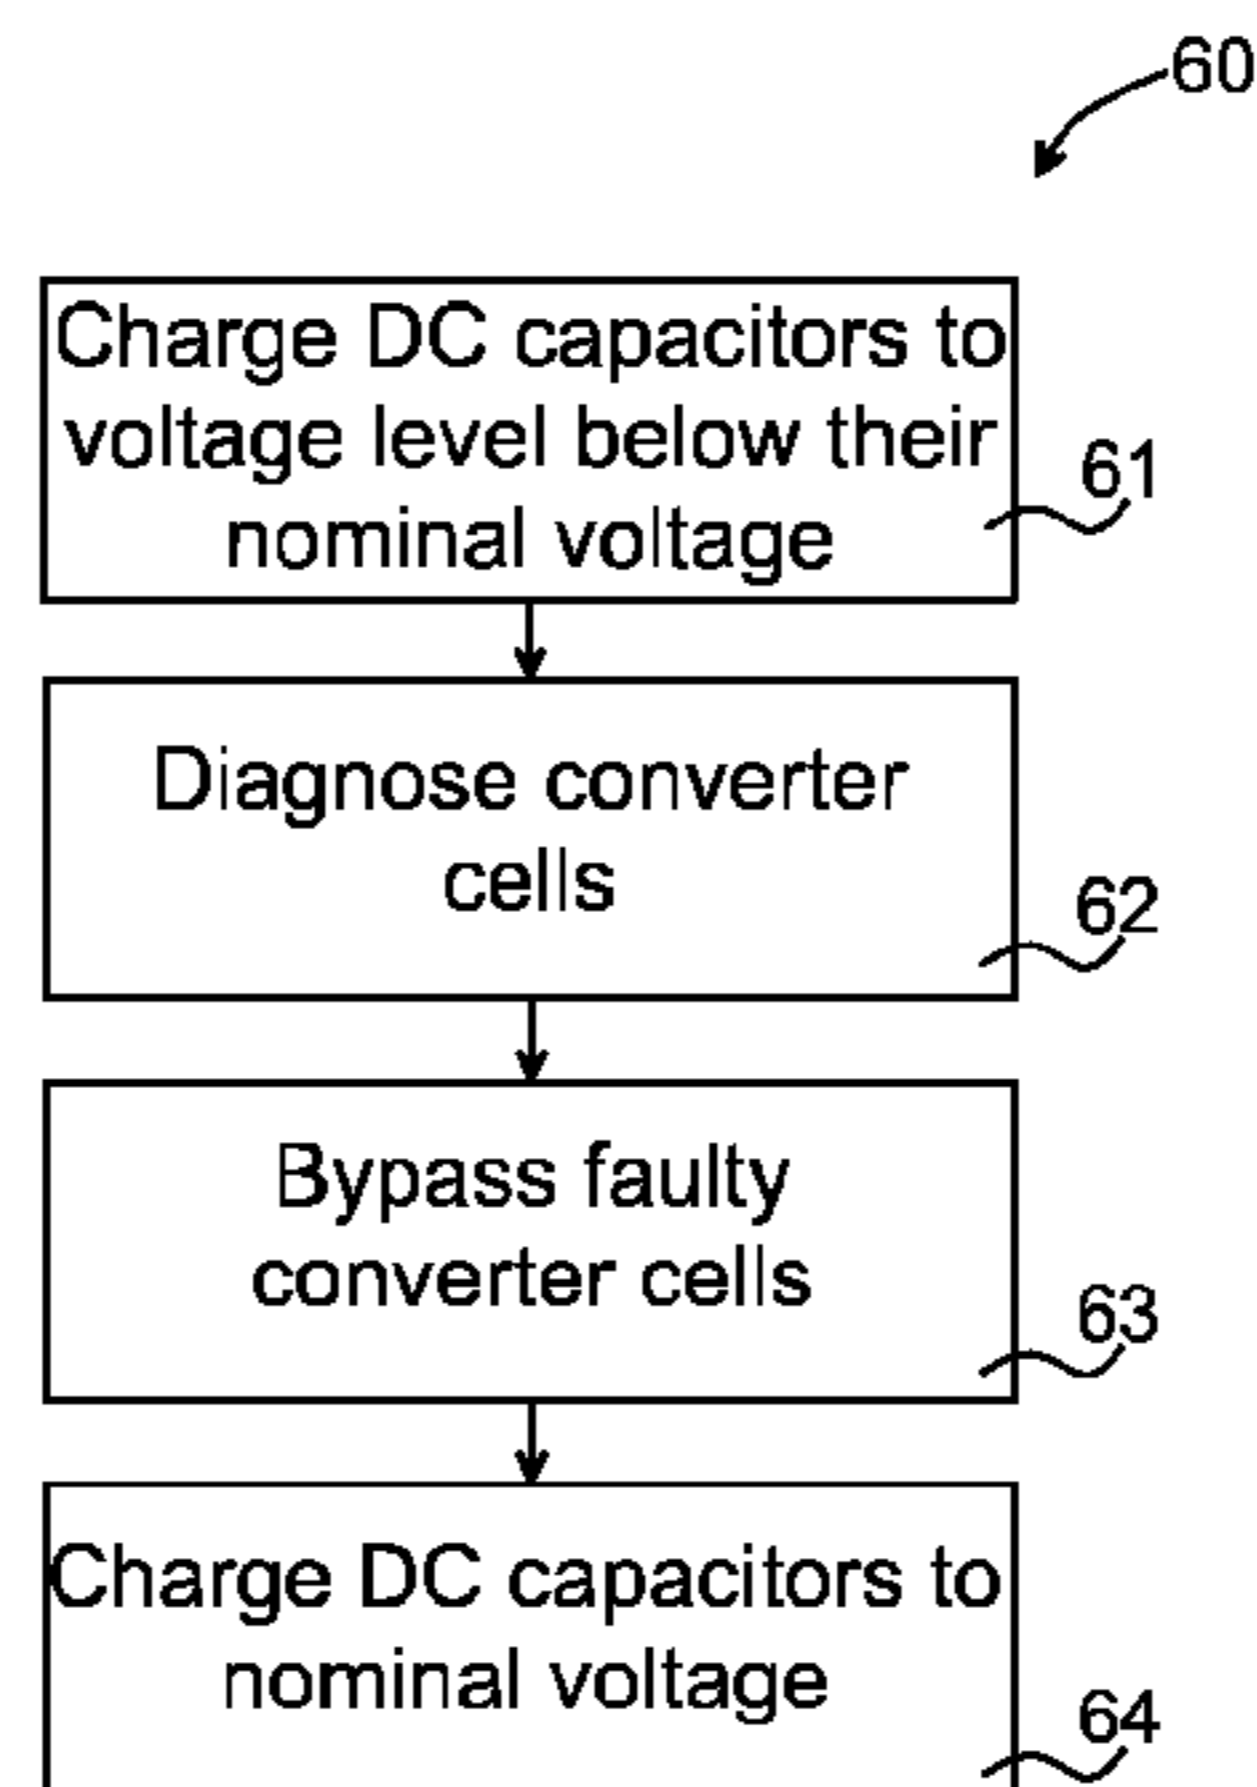 60
Charge DC capacitors to
voltage level below their
nominal voltage
61
Diagnose converter
cells
62
Bypass faulty
converter cells
63
Charge DC capacitors to
nominal voltage
64